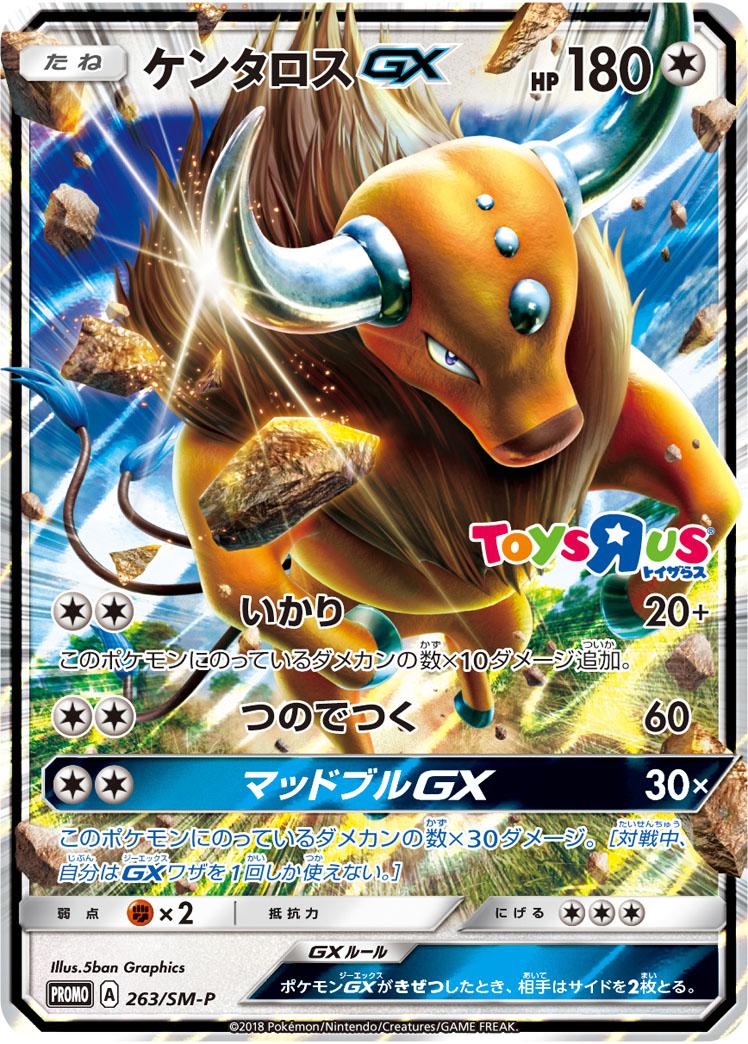 たね ケンタロスGX HP 180
ToysЯus®
トイザらス
いかり 20+
このポケモンにのっているダメカンの数×10ダメージ追加。
つのでつく 60
マッドブルGX 30×
このポケモンにのっているダメカンの数×30ダメージ。[対戦中、
自分はGXワザを1回しか使えない。]
弱点 ×2 抵抗力 にげる
GXルール
ポケモンGXがきぜつしたとき、相手はサイドを2枚とる。
Illus.5ban Graphics
PROMO A 263/SM-P
©2018 Pokémon/Nintendo/Creatures/GAME FREAK.